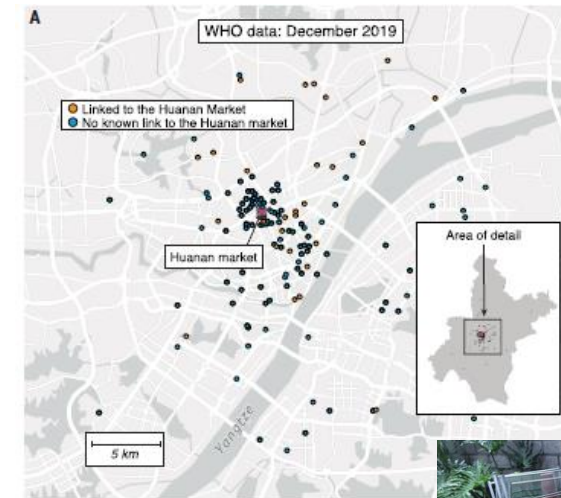 A
WHO data: December 2019
Linked to the Huanan Market
No known link to the Huanan market
Area of detail
Huanan market
Yangtze
5 km